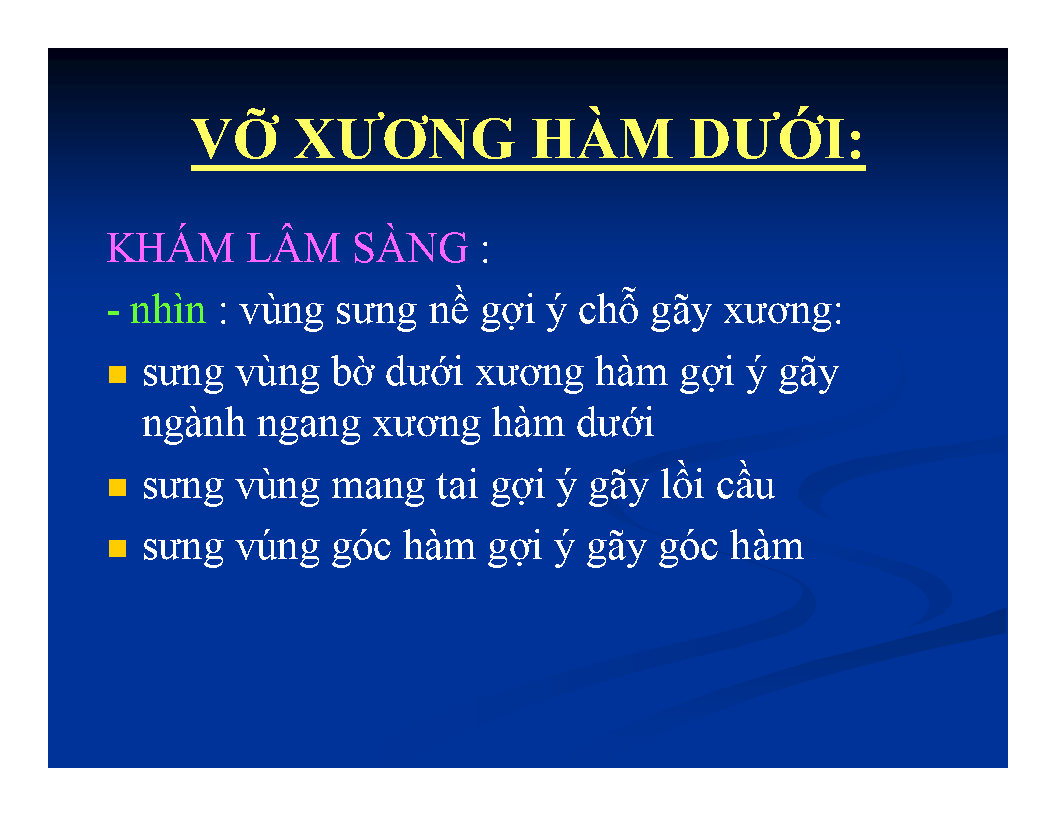 VỠ XƯƠNG HÀM DƯỚI:
KHÁM LÂM SÀNG :
- nhìn : vùng sưng nề gợi ý chỗ gãy xương:
sưng vùng bờ dưới xương hàm gợi ý gãy
ngành ngang xương hàm dưới
sưng vùng mang tai gợi ý gãy lồi cầu
sưng vúng góc hàm gợi ý gãy góc hàm